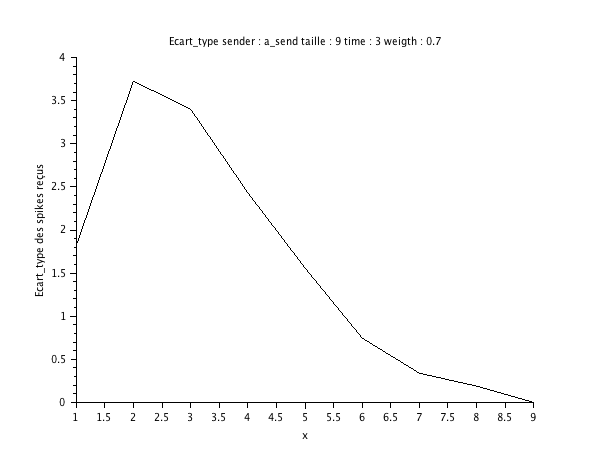 Ecart_type sender : a_send taille : 9 time : 3 weigth : 0.7
4
3.5
3
2.5
2
1.5
1
0.5
0
Ecart_type des spikes reçus
1 1.5 2 2.5 3 3.5 4 4.5 5 5.5 6 6.5 7 7.5 8 8.5 9
x